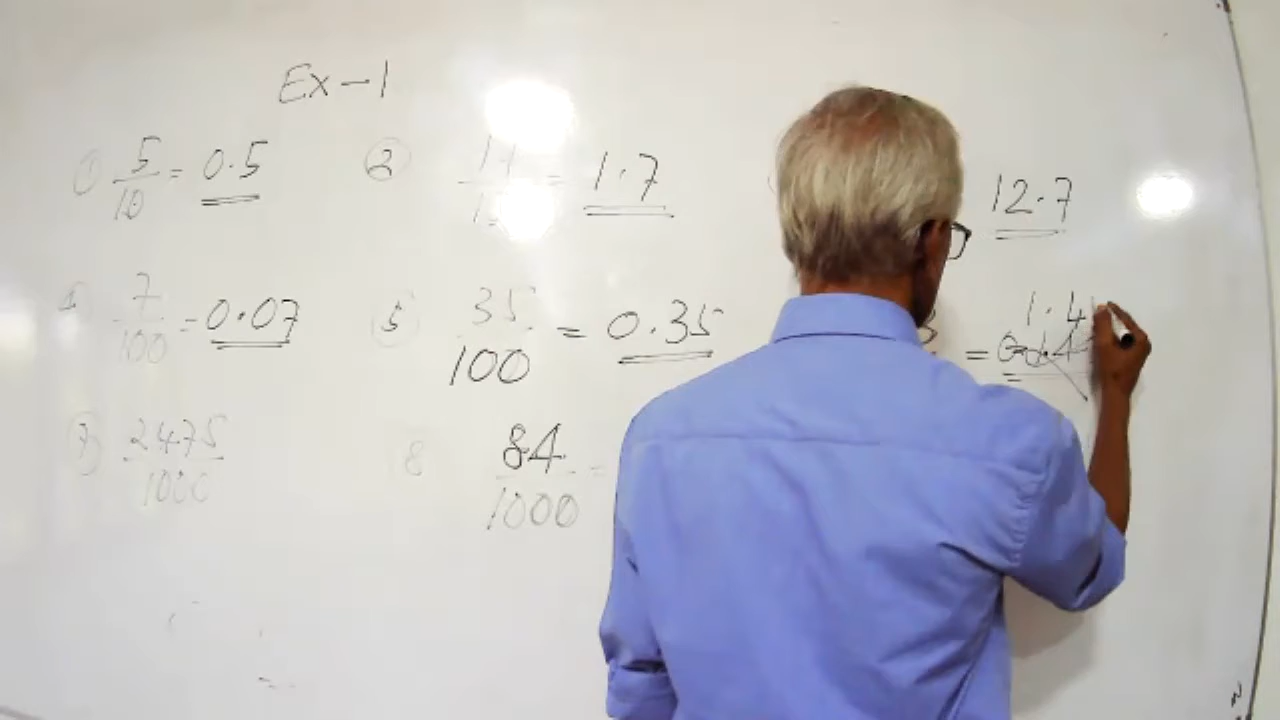 Ex-1
① 5/10 = 0.5 ② 17/1 = 1.7 12.7
7/100 = 0.07 ⑤ 35/100 = 0.35 3 = 1.4
⑦ 2475/1000 8 84/1000 =